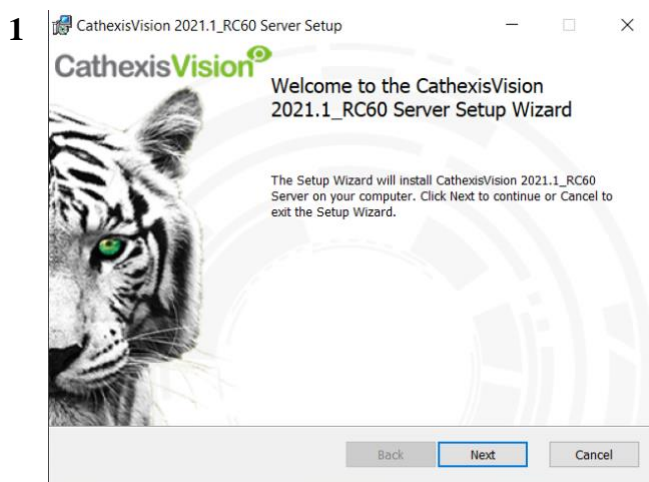 1
CathexisVision 2021.1_RC60 Server Setup
CathexisVision
Welcome to the CathexisVision
2021.1_RC60 Server Setup Wizard
The Setup Wizard will install CathexisVision 2021.1_RC60
Server on your computer. Click Next to continue or Cancel to
exit the Setup Wizard.
Back Next Cancel